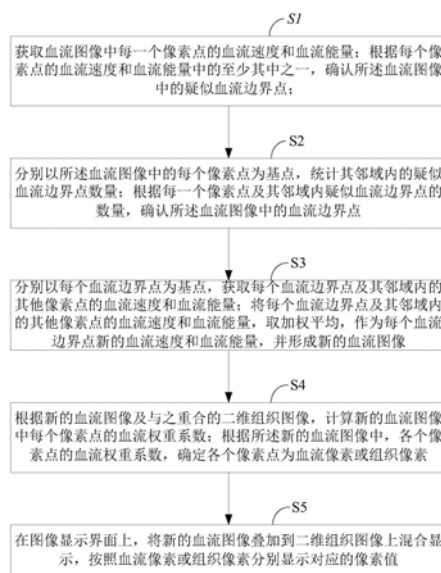 S1
获取血流图像中每一个像素点的血流速度和血流能量；根据每个像
素点的血流速度和血流能量中的至少其中之一，确认所述血流图像
中的疑似血流边界点；
S2
分别以所述血流图像中的每个像素点为基点，统计其邻域内的疑似
血流边界点数量；根据每一个像素点及其邻域内疑似血流边界点的
数量，确认所述血流图像中的血流边界点
S3
分别以每个血流边界点为基点，获取每个血流边界点及其邻域内的
其他像素点的血流速度和血流能量；将每个血流边界点及其邻域内
的其他像素点的血流速度和血流能量，取加权平均，作为每个血流
边界点新的血流速度和血流能量，并形成新的血流图像
S4
根据新的血流图像及与之重合的二维组织图像，计算新的血流图像
中每个像素点的血流权重系数；根据所述新的血流图像中，各个像
素点的血流权重系数，确定各个像素点为血流像素或组织像素
S5
在图像显示界面上，将新的血流图像叠加到二维组织图像上混合显
示，按照血流像素或组织像素分别显示对应的像素值